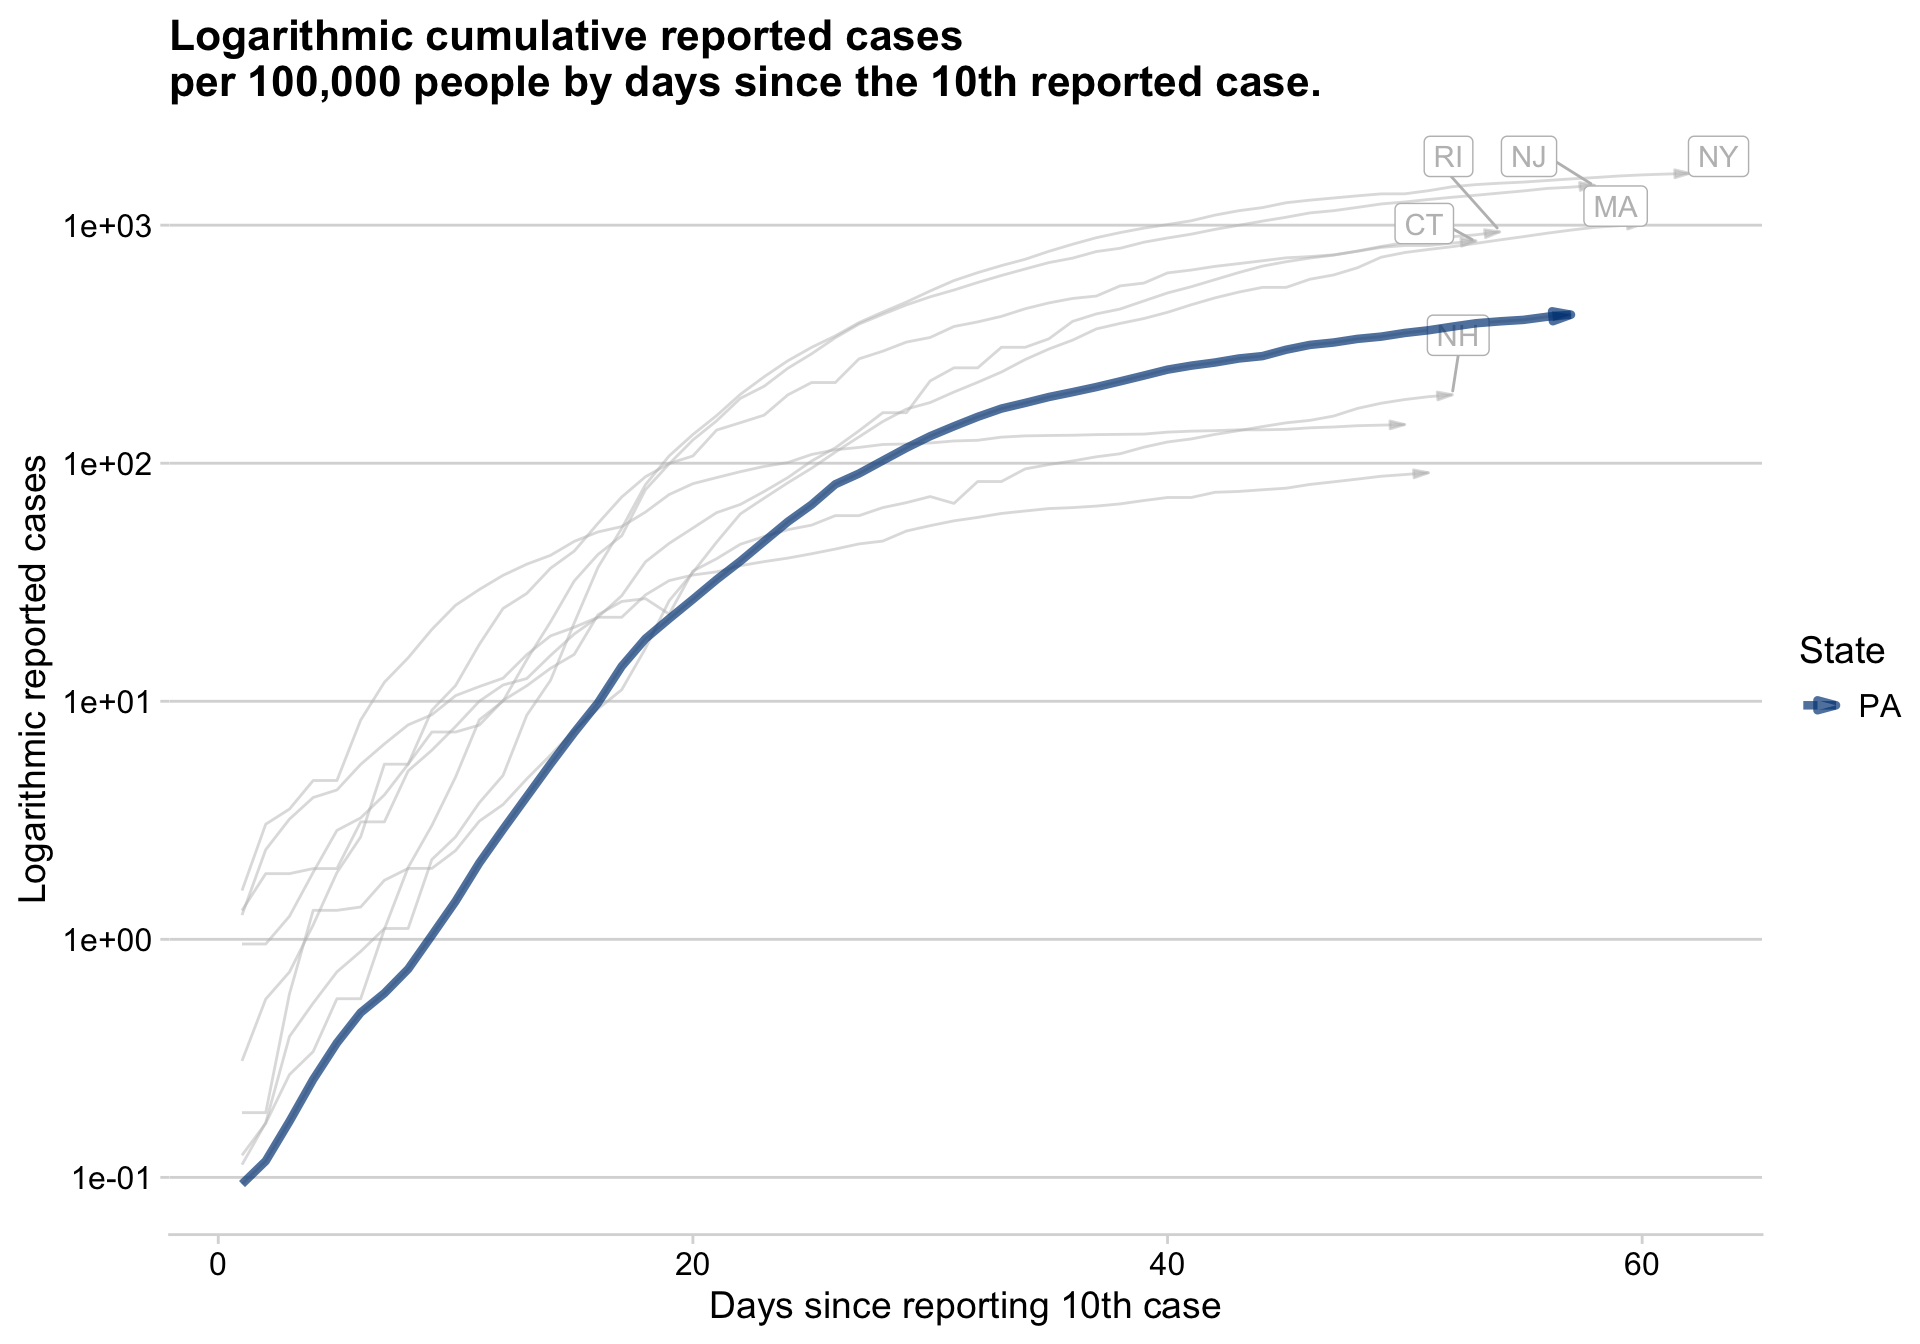 Logarithmic cumulative reported cases
per 100,000 people by days since the 10th reported case.
RI
NJ
NY
MA
CT
NH
1e+03
1e+02
1e+01
1e+00
1e-01
Logarithmic reported cases
0
20
40
60
Days since reporting 10th case
State
PA